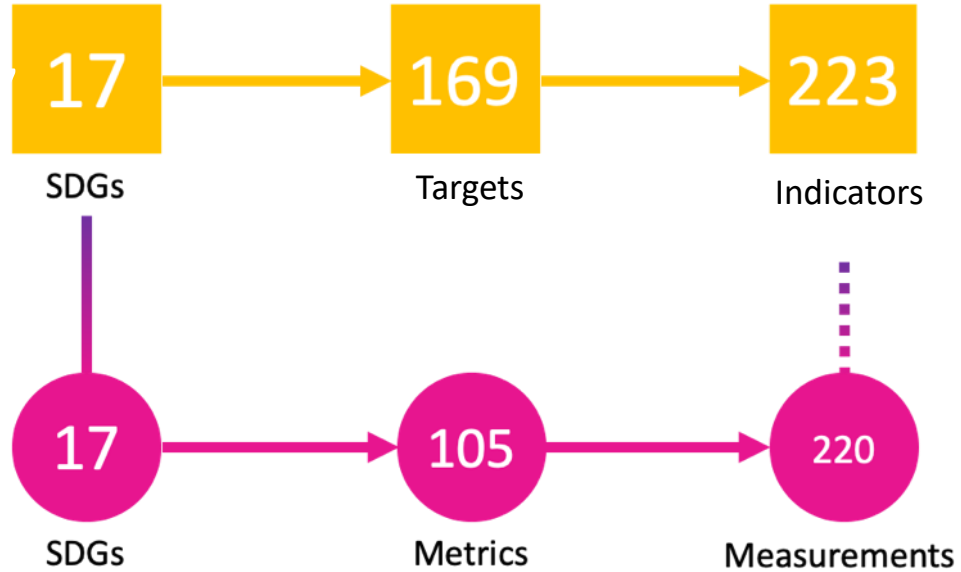 17
169
223
SDGs
Targets
Indicators
17
105
220
SDGs
Metrics
Measurements